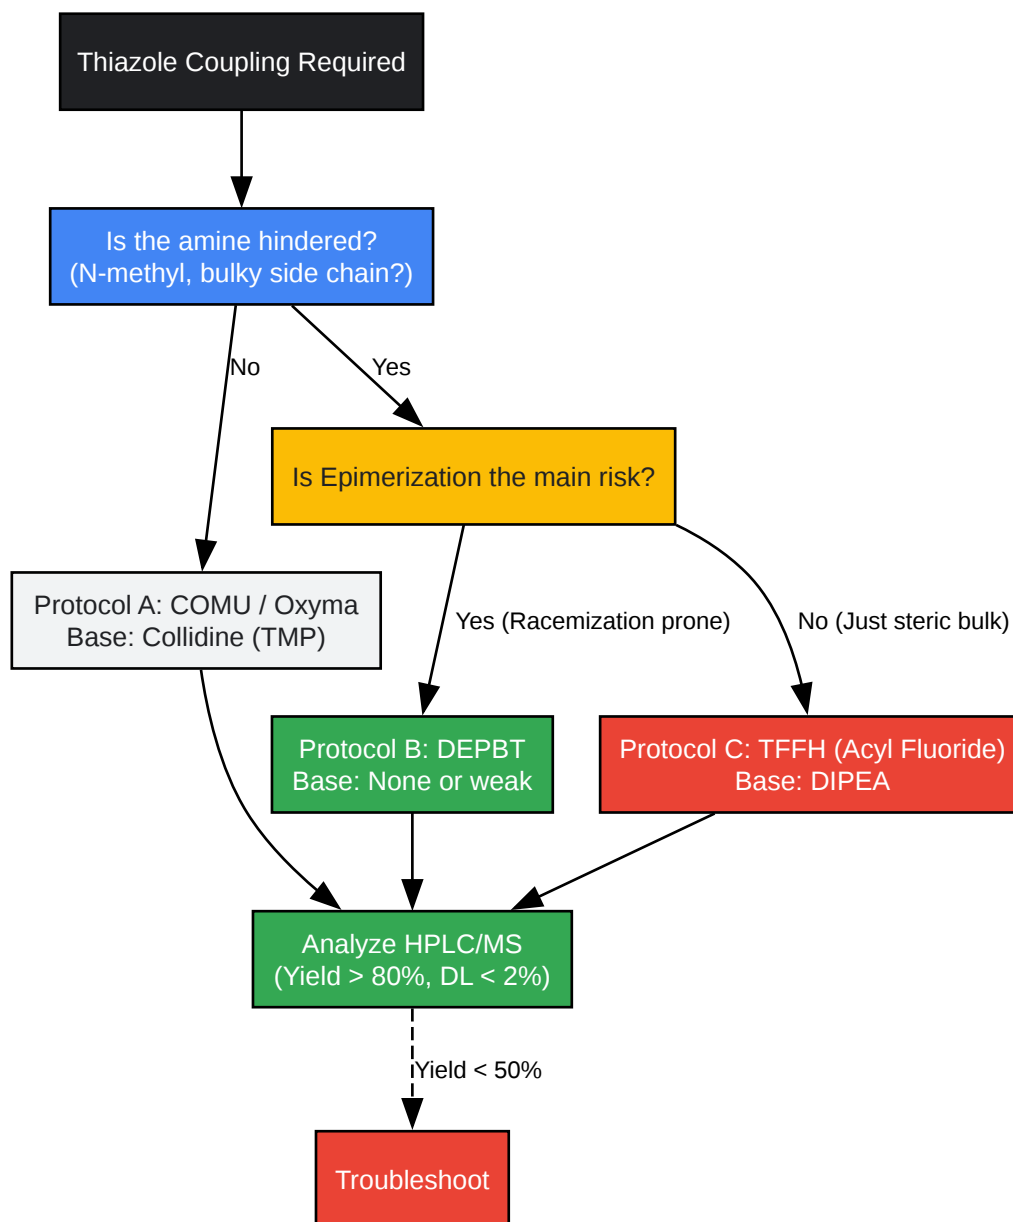 Thiazole Coupling Required
Is the amine hindered?
(N-methyl, bulky side chain?)
No
Yes
Is Epimerization the main risk?
Protocol A: COMU / Oxyma
Base: Collidine (TMP)
Yes (Racemization prone)
No (Just steric bulk)
Protocol B: DEPBT
Base: None or weak
Protocol C: TFFH (Acyl Fluoride)
Base: DIPEA
Analyze HPLC/MS
(Yield > 80%, DL < 2%)
Yield < 50%
Troubleshoot